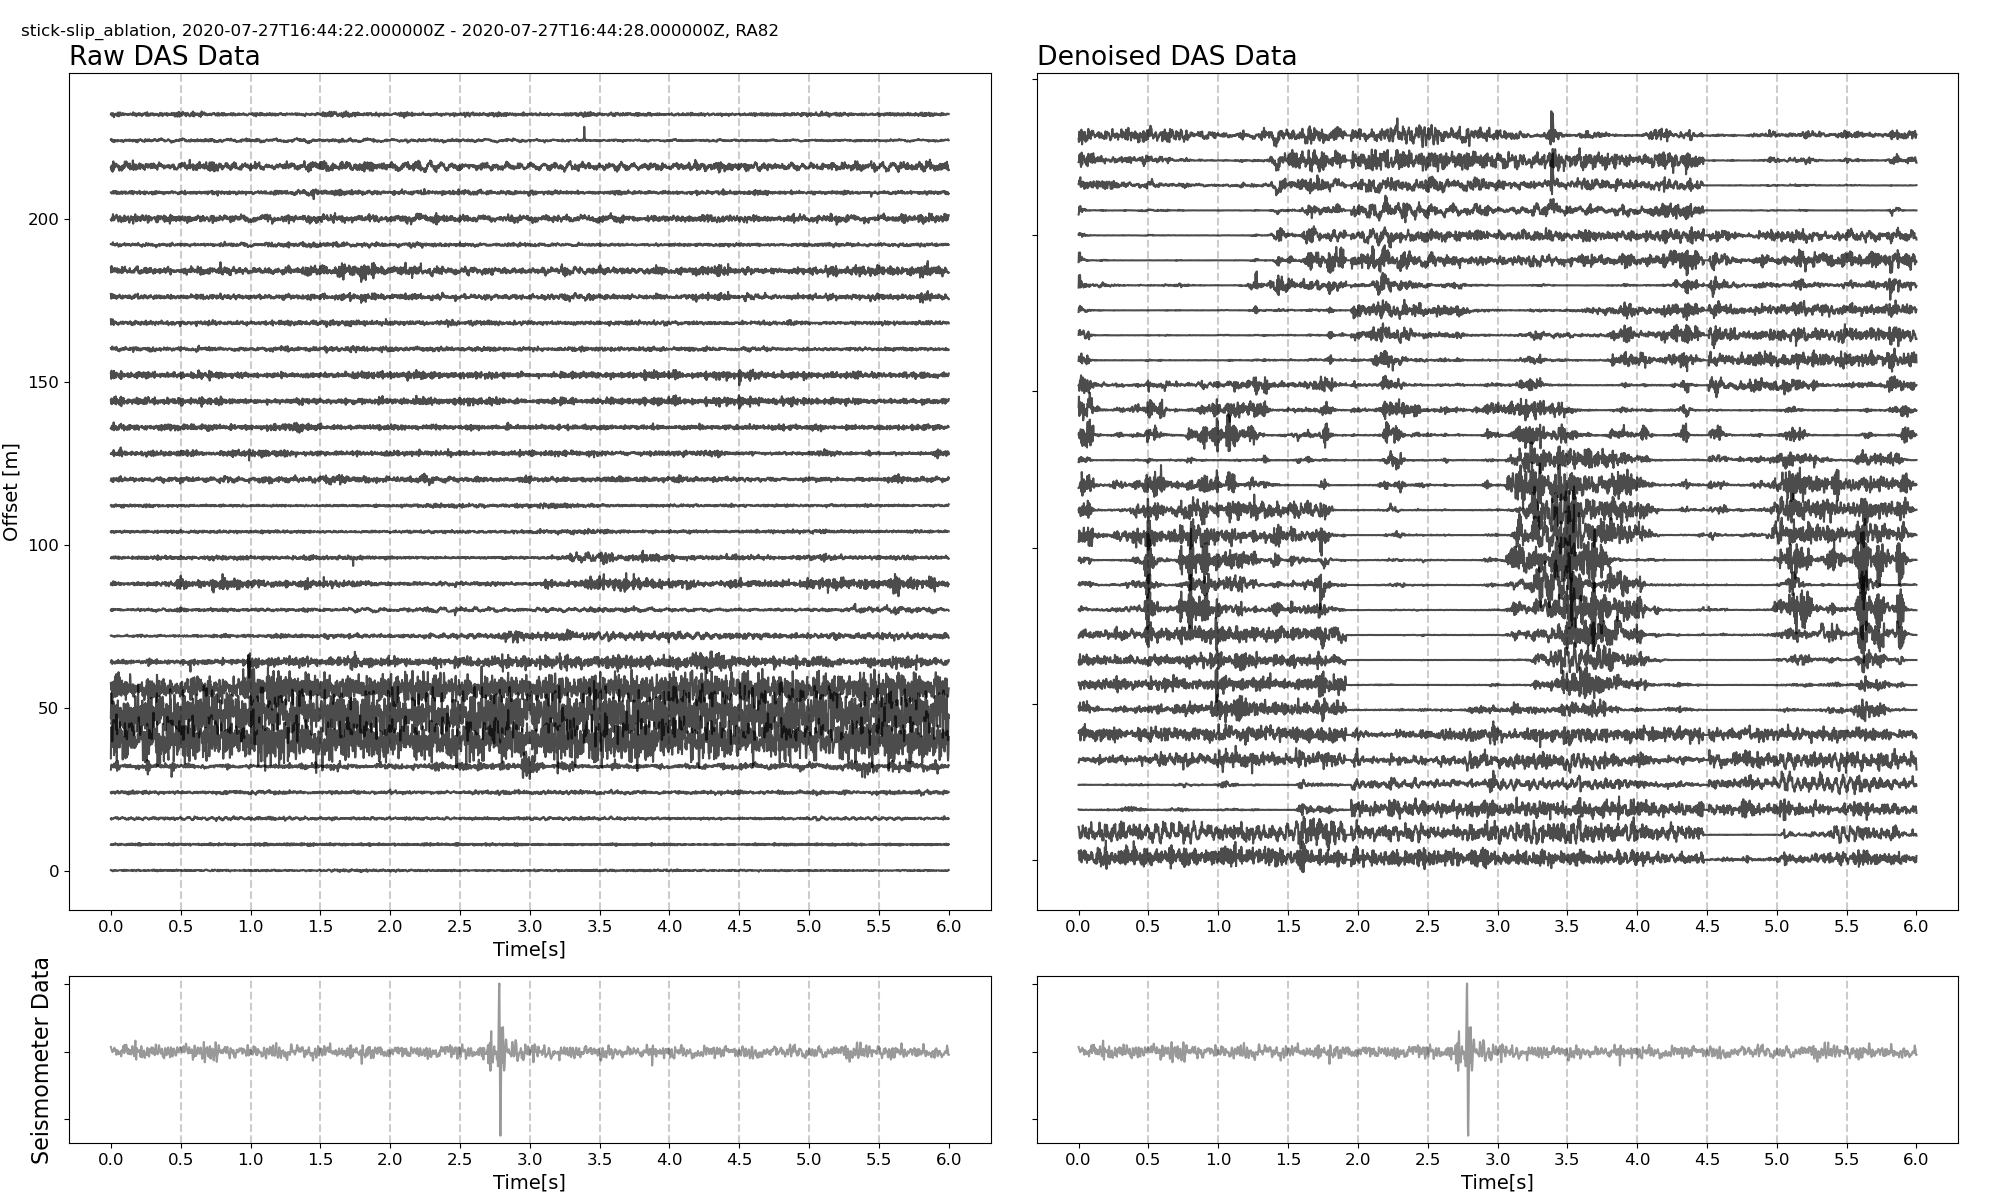 stick-slip_ablation, 2020-07-27T16:44:22.000000Z - 2020-07-27T16:44:28.000000Z, RA82
Raw DAS Data
Denoised DAS Data
Offset [m]
200
150
100
50
0
0.0 0.5 1.0 1.5 2.0 2.5 3.0 3.5 4.0 4.5 5.0 5.5 6.0
Time[s]
0.0 0.5 1.0 1.5 2.0 2.5 3.0 3.5 4.0 4.5 5.0 5.5 6.0
Seismometer Data
0.0 0.5 1.0 1.5 2.0 2.5 3.0 3.5 4.0 4.5 5.0 5.5 6.0
Time[s]
0.0 0.5 1.0 1.5 2.0 2.5 3.0 3.5 4.0 4.5 5.0 5.5 6.0
Time[s]